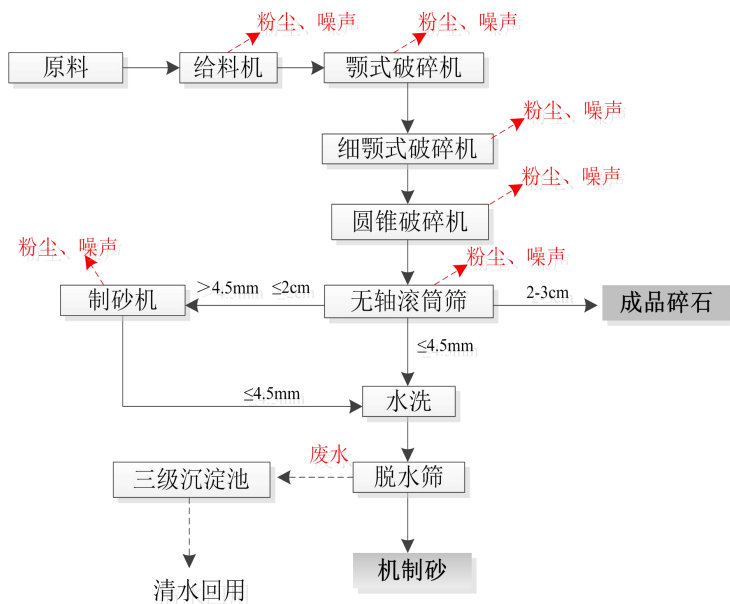 粉尘、噪声
粉尘、噪声
原料
给料机
颚式破碎机
粉尘、噪声
细颚式破碎机
粉尘、噪声
圆锥破碎机
粉尘、噪声
粉尘、噪声
制砂机
>4.5mm ≤2cm
无轴滚筒筛
2-3cm
成品碎石
≤4.5mm
≤4.5mm
水洗
废水
三级沉淀池
脱水筛
清水回用
机制砂